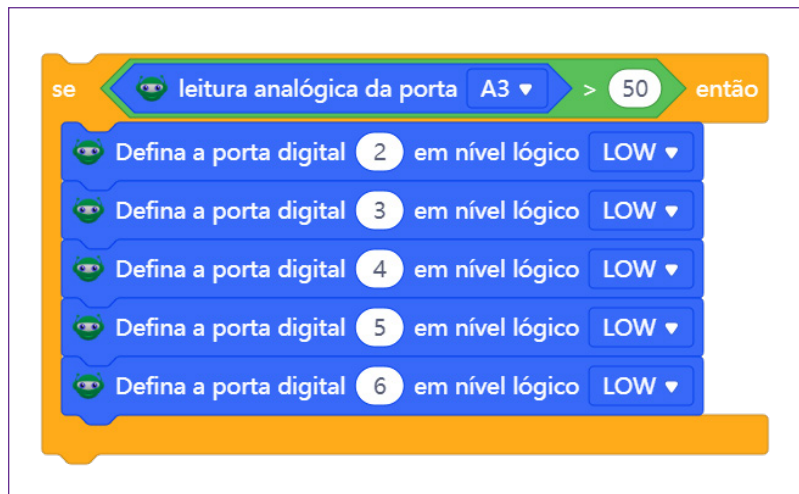 se leitura analógica da porta A3 > 50 então
Defina a porta digital 2 em nível lógico LOW
Defina a porta digital 3 em nível lógico LOW
Defina a porta digital 4 em nível lógico LOW
Defina a porta digital 5 em nível lógico LOW
Defina a porta digital 6 em nível lógico LOW